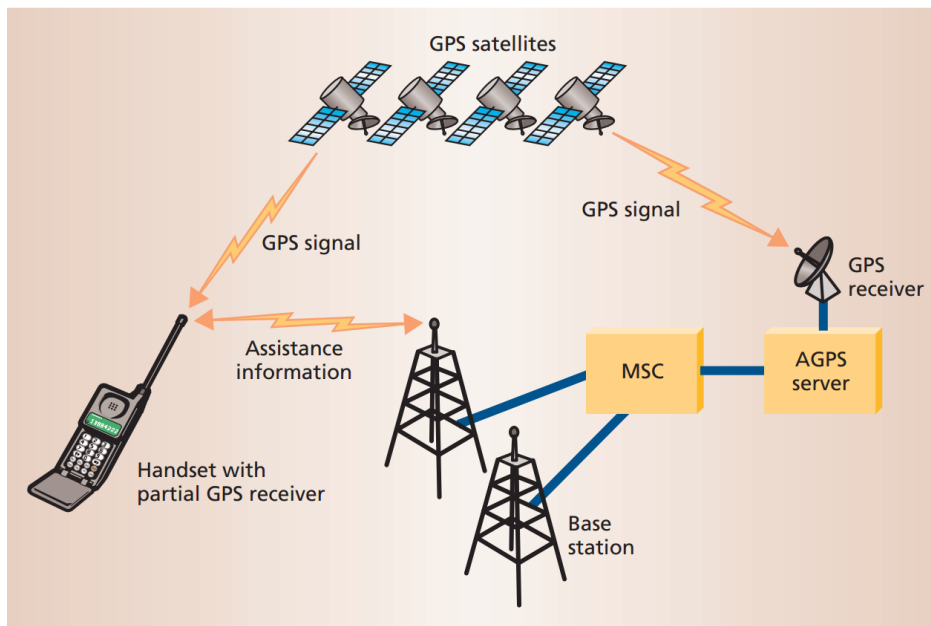 GPS satellites
GPS signal
GPS signal
GPS
receiver
Assistance
information
MSC
AGPS
server
Handset with
partial GPS receiver
Base
station